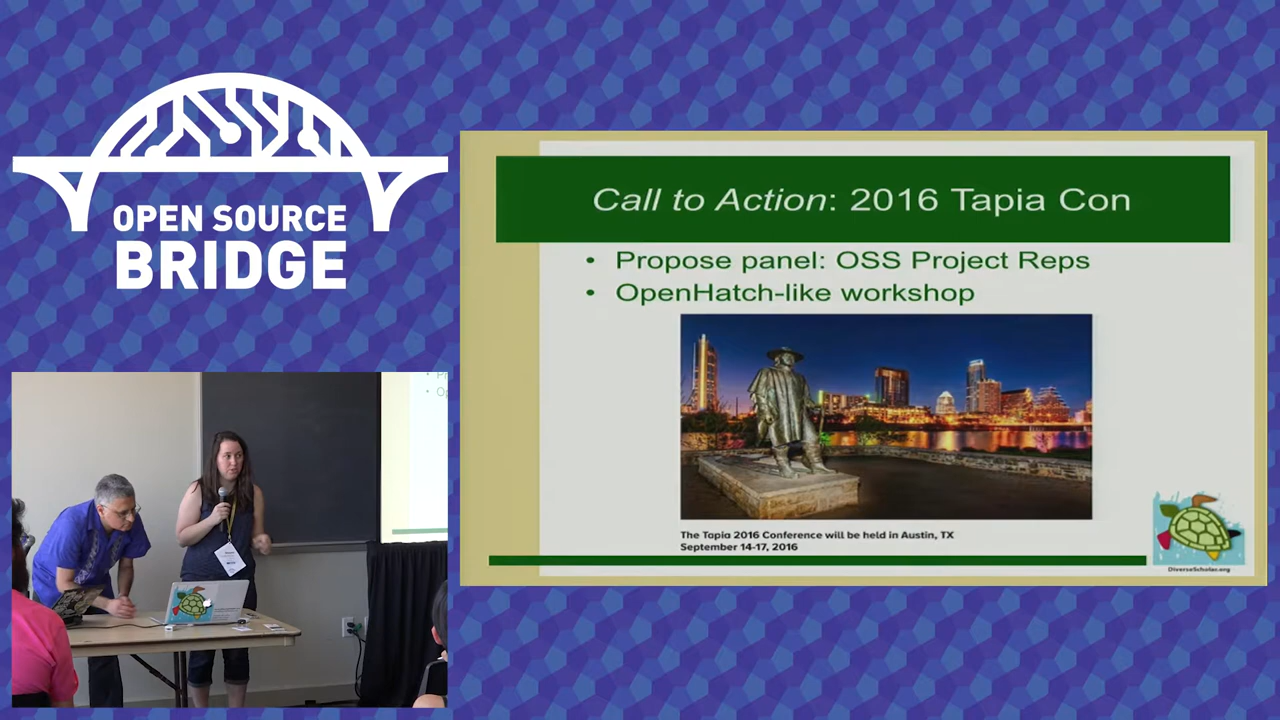 OPEN SOURCE
BRIDGE
Call to Action: 2016 Tapia Con
• Propose panel: OSS Project Reps
• OpenHatch-like workshop
The Tapia 2016 Conference will be held in Austin, TX
September 14-17, 2016
DiverseScholar.org